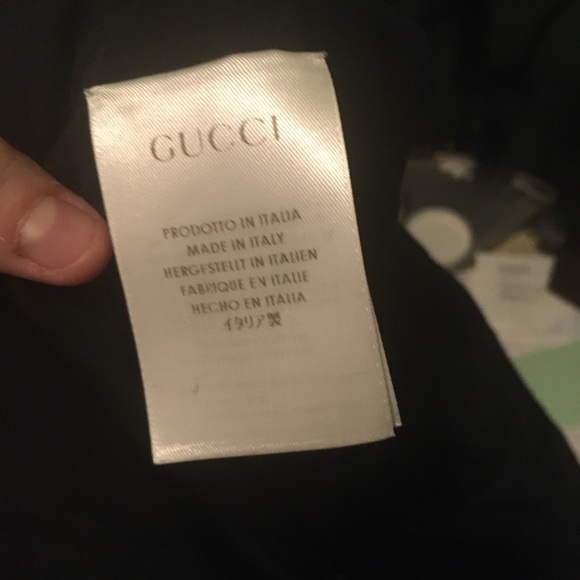 GUCCI
PRODOTTO IN ITALIA
MADE IN ITALY
HERGESTELLT IN ITALIEN
FABRIQUE EN ITALIE
HECHO EN ITALIA
イタリア製